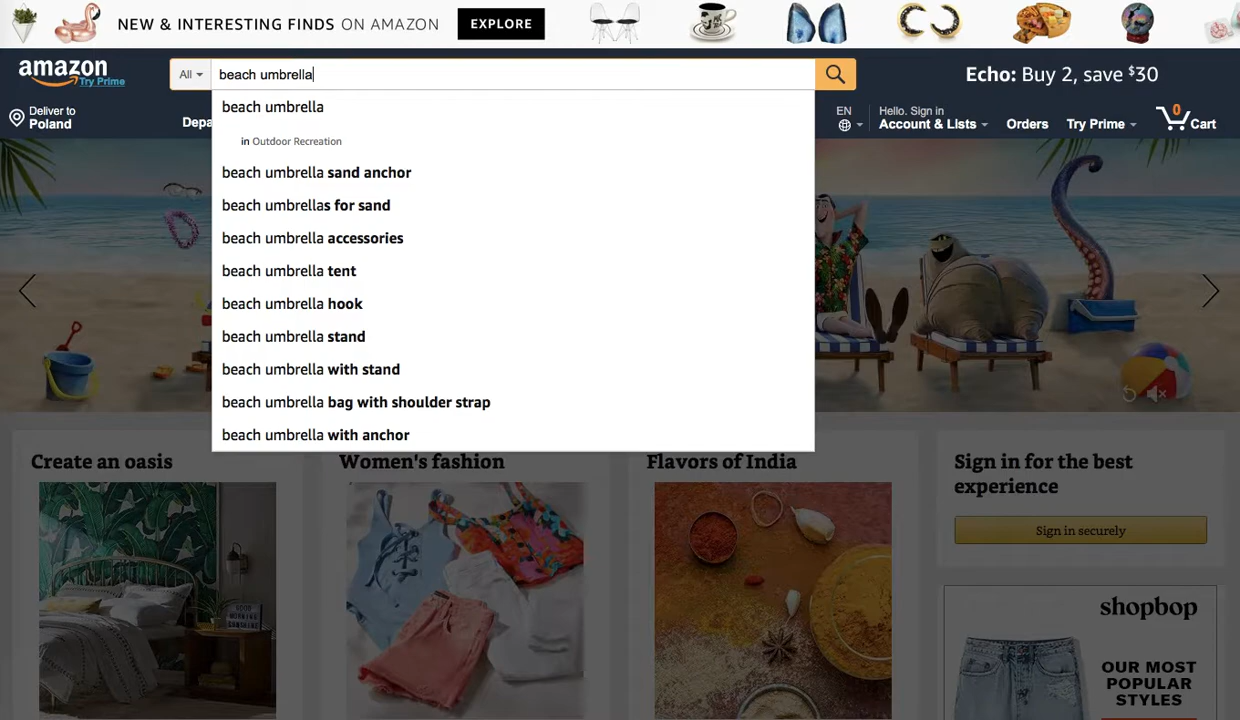 NEW & INTERESTING FINDS ON AMAZON
EXPLORE
amazon
Try Prime
All
beach umbrella
Echo: Buy 2, save $30
Deliver to
Poland
Depa
EN
Hello. Sign in
Account & Lists
Orders
Try Prime
0
Cart
beach umbrella
in Outdoor Recreation
beach umbrella sand anchor
beach umbrellas for sand
beach umbrella accessories
beach umbrella tent
beach umbrella hook
beach umbrella stand
beach umbrella with stand
beach umbrella bag with shoulder strap
beach umbrella with anchor
Create an oasis
Women's fashion
Flavors of India
Sign in for the best
experience
Sign in securely
GOOD
MORNING
SUNSHINE
shopbop
OUR MOST
POPULAR
STYLES